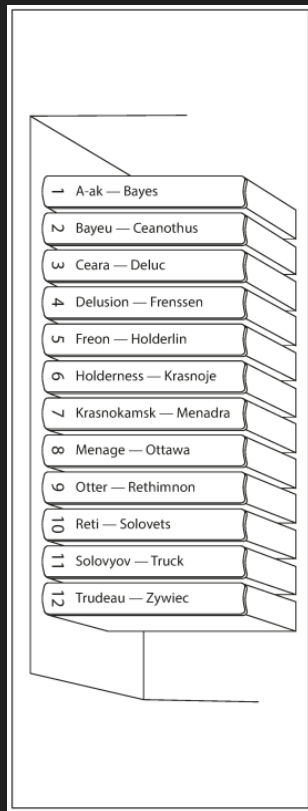 1 A-ak — Bayes
2 Bayeu — Ceanothus
3 Ceara — Deluc
4 Delusion — Frenssen
5 Freon — Holderlin
6 Holderness — Krasnoje
7 Krasnokamsk — Menadra
8 Menage — Ottawa
9 Otter — Rethimnon
10 Reti — Solovets
11 Solovyov — Truck
12 Trudeau — Zywiec